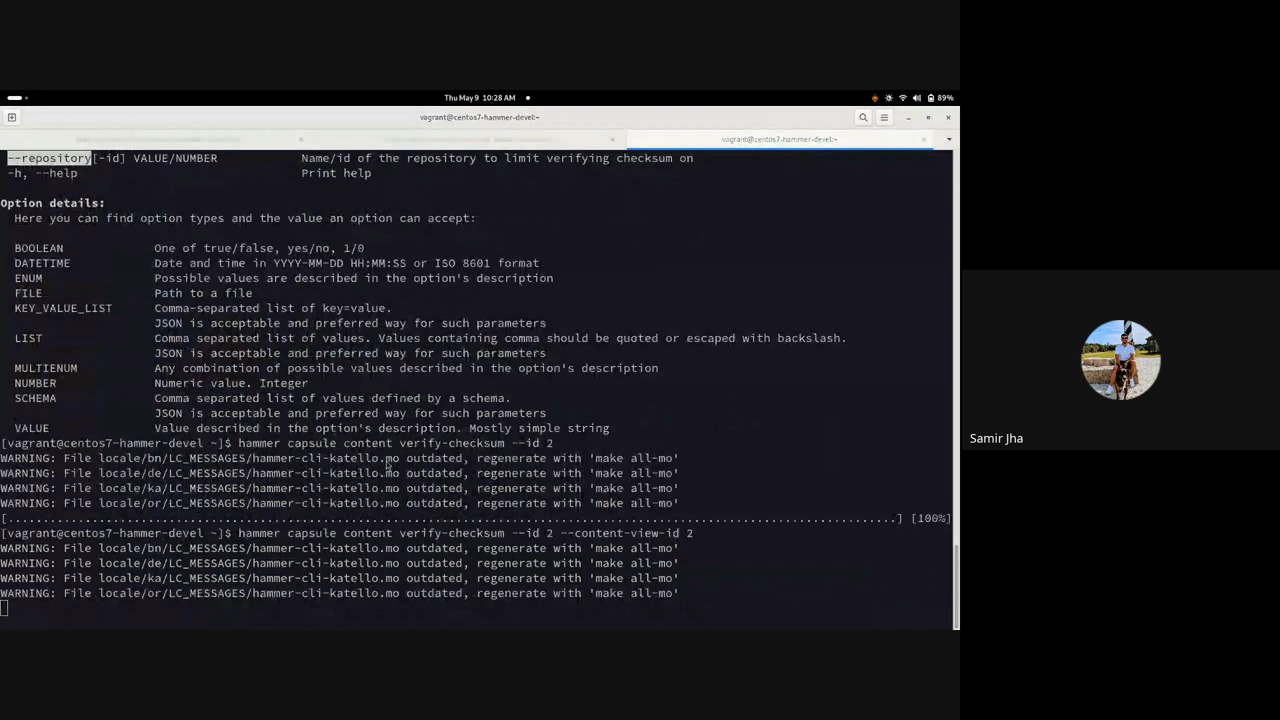 Thu May 9 10:28 AM
89%
vagrant@centos7-hammer-devel:~
vagrant@centos7-hammer-devel:~
--repository[-id] VALUE/NUMBER Name/id of the repository to limit verifying checksum on
-h, --help Print help
Option details:
Here you can find option types and the value an option can accept:
BOOLEAN One of true/false, yes/no, 1/0
DATETIME Date and time in YYYY-MM-DD HH:MM:SS or ISO 8601 format
ENUM Possible values are described in the option's description
FILE Path to a file
KEY_VALUE_LIST Comma-separated list of key=value.
JSON is acceptable and preferred way for such parameters
LIST Comma separated list of values. Values containing comma should be quoted or escaped with backslash.
JSON is acceptable and preferred way for such parameters
MULTIENUM Any combination of possible values described in the option's description
NUMBER Numeric value. Integer
SCHEMA Comma separated list of values defined by a schema.
JSON is acceptable and preferred way for such parameters
VALUE Value described in the option's description. Mostly simple string
[vagrant@centos7-hammer-devel ~]$ hammer capsule content verify-checksum --id 2
WARNING: File locale/bn/LC_MESSAGES/hammer-cli-katello.mo outdated, regenerate with 'make all-mo'
WARNING: File locale/de/LC_MESSAGES/hammer-cli-katello.mo outdated, regenerate with 'make all-mo'
WARNING: File locale/ka/LC_MESSAGES/hammer-cli-katello.mo outdated, regenerate with 'make all-mo'
WARNING: File locale/or/LC_MESSAGES/hammer-cli-katello.mo outdated, regenerate with 'make all-mo'
[...............................................................................................................................] [100%]
[vagrant@centos7-hammer-devel ~]$ hammer capsule content verify-checksum --id 2 --content-view-id 2
WARNING: File locale/bn/LC_MESSAGES/hammer-cli-katello.mo outdated, regenerate with 'make all-mo'
WARNING: File locale/de/LC_MESSAGES/hammer-cli-katello.mo outdated, regenerate with 'make all-mo'
WARNING: File locale/ka/LC_MESSAGES/hammer-cli-katello.mo outdated, regenerate with 'make all-mo'
WARNING: File locale/or/LC_MESSAGES/hammer-cli-katello.mo outdated, regenerate with 'make all-mo'
Samir Jha